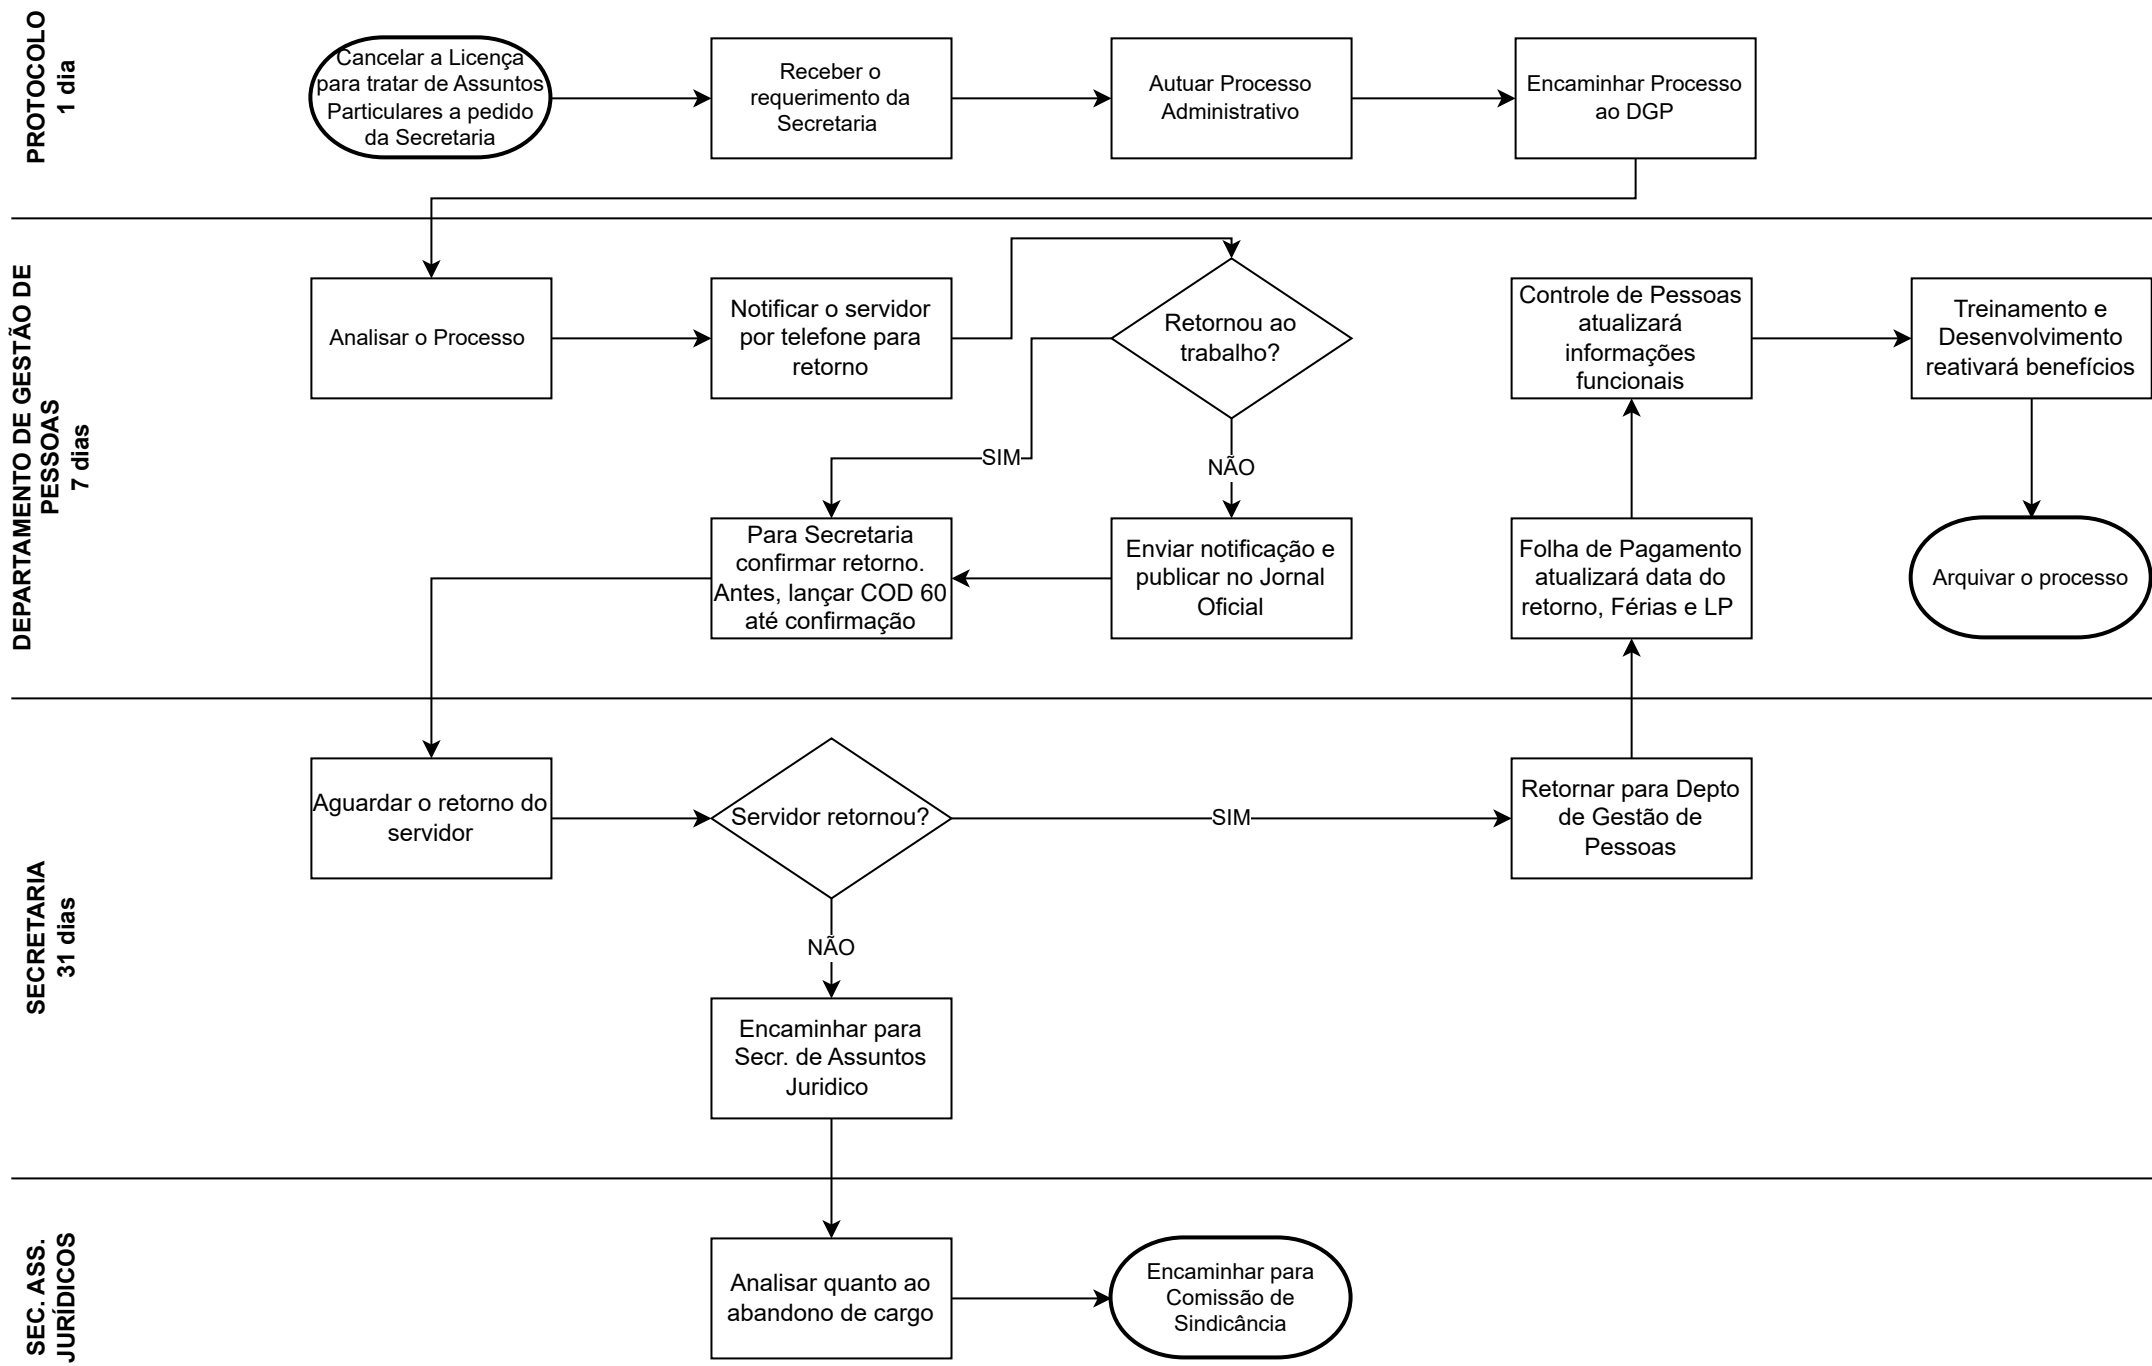 PROTOCOLO
1 dia
Cancelar a Licença
para tratar de Assuntos
Particulares a pedido
da Secretaria
Receber o
requerimento da
Secretaria
Autuar Processo
Administrativo
Encaminhar Processo
ao DGP
DEPARTAMENTO DE GESTÃO DE
PESSOAS
7 dias
Analisar o Processo
Notificar o servidor
por telefone para
retorno
Retornou ao
trabalho?
SIM
NÃO
Para Secretaria
confirmar retorno.
Antes, lançar COD 60
até confirmação
Enviar notificação e
publicar no Jornal
Oficial
Controle de Pessoas
atualizará
informações
funcionais
Treinamento e
Desenvolvimento
reativará benefícios
Folha de Pagamento
atualizará data do
retorno, Férias e LP
Arquivar o processo
SECRETARIA
31 dias
Aguardar o retorno do
servidor
Servidor retornou?
SIM
Retornar para Depto
de Gestão de
Pessoas
NÃO
Encaminhar para
Secr. de Assuntos
Juridico
SEC. ASS.
JURÍDICOS
Analisar quanto ao
abandono de cargo
Encaminhar para
Comissão de
Sindicância